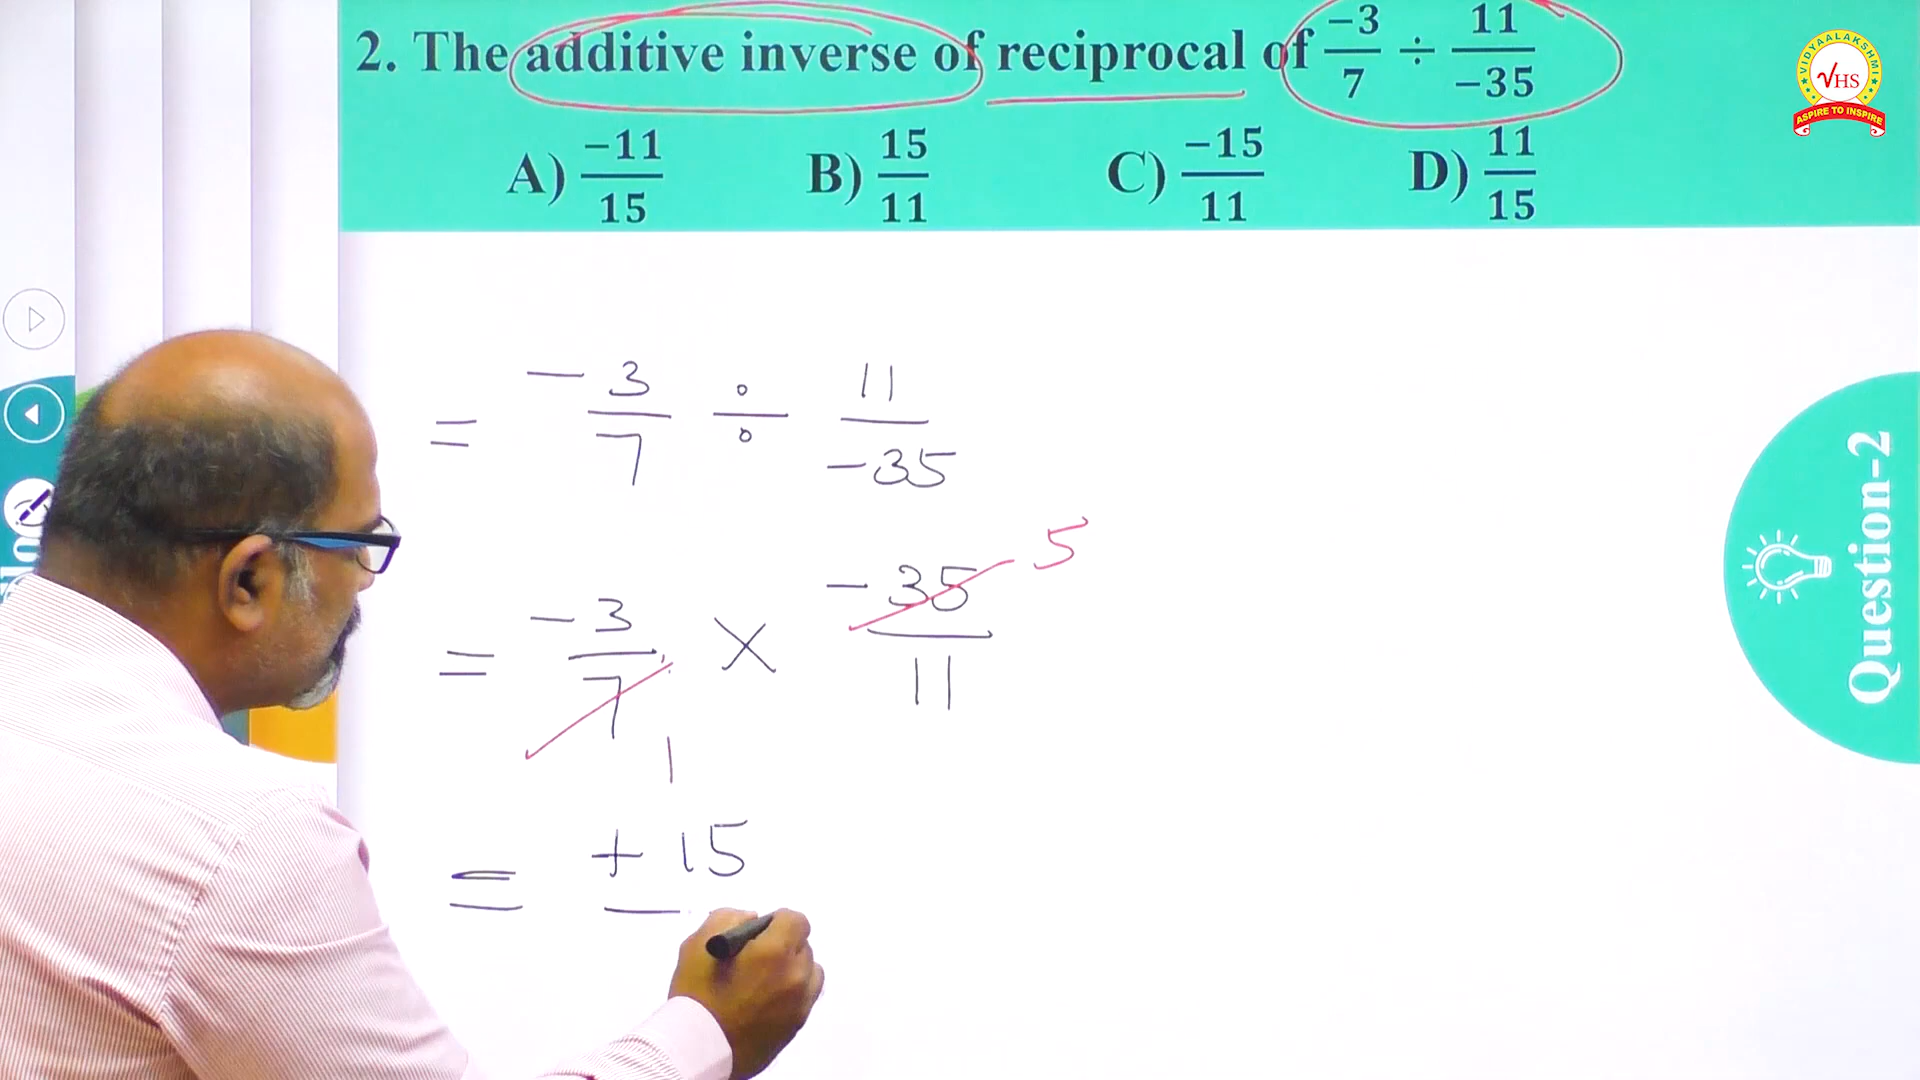 2. The additive inverse of reciprocal of -3/7 ÷ 11/-35
A) -11/15 B) 15/11 C) -15/11 D) 11/15
VIDYAALAKSHMI
VHS
ASPIRE TO INSPIRE
= -3/7 ÷ 11/-35
= -3/7 × -35/11
5
1
= +15
Question-2